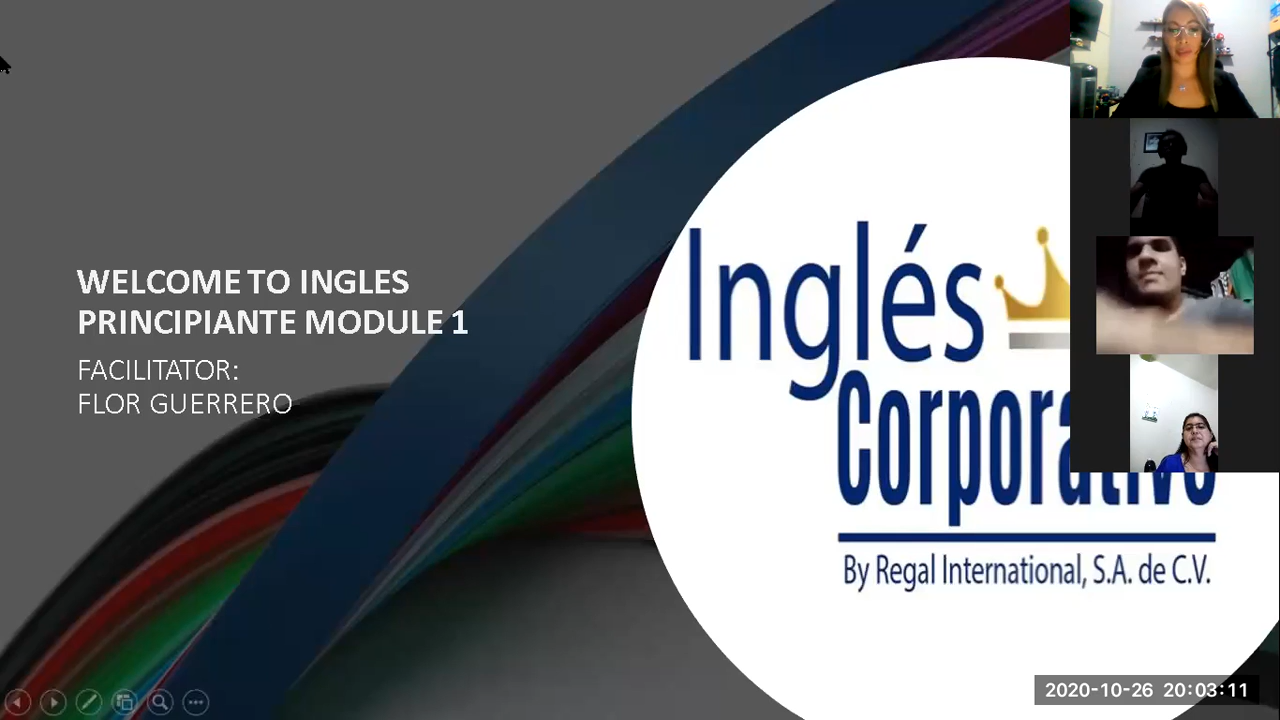 WELCOME TO INGLES
PRINCIPIANTE MODULE 1
FACILITATOR:
FLOR GUERRERO
Inglés
Corporativo
By Regal International, S.A. de C.V.
2020-10-26 20:03:11